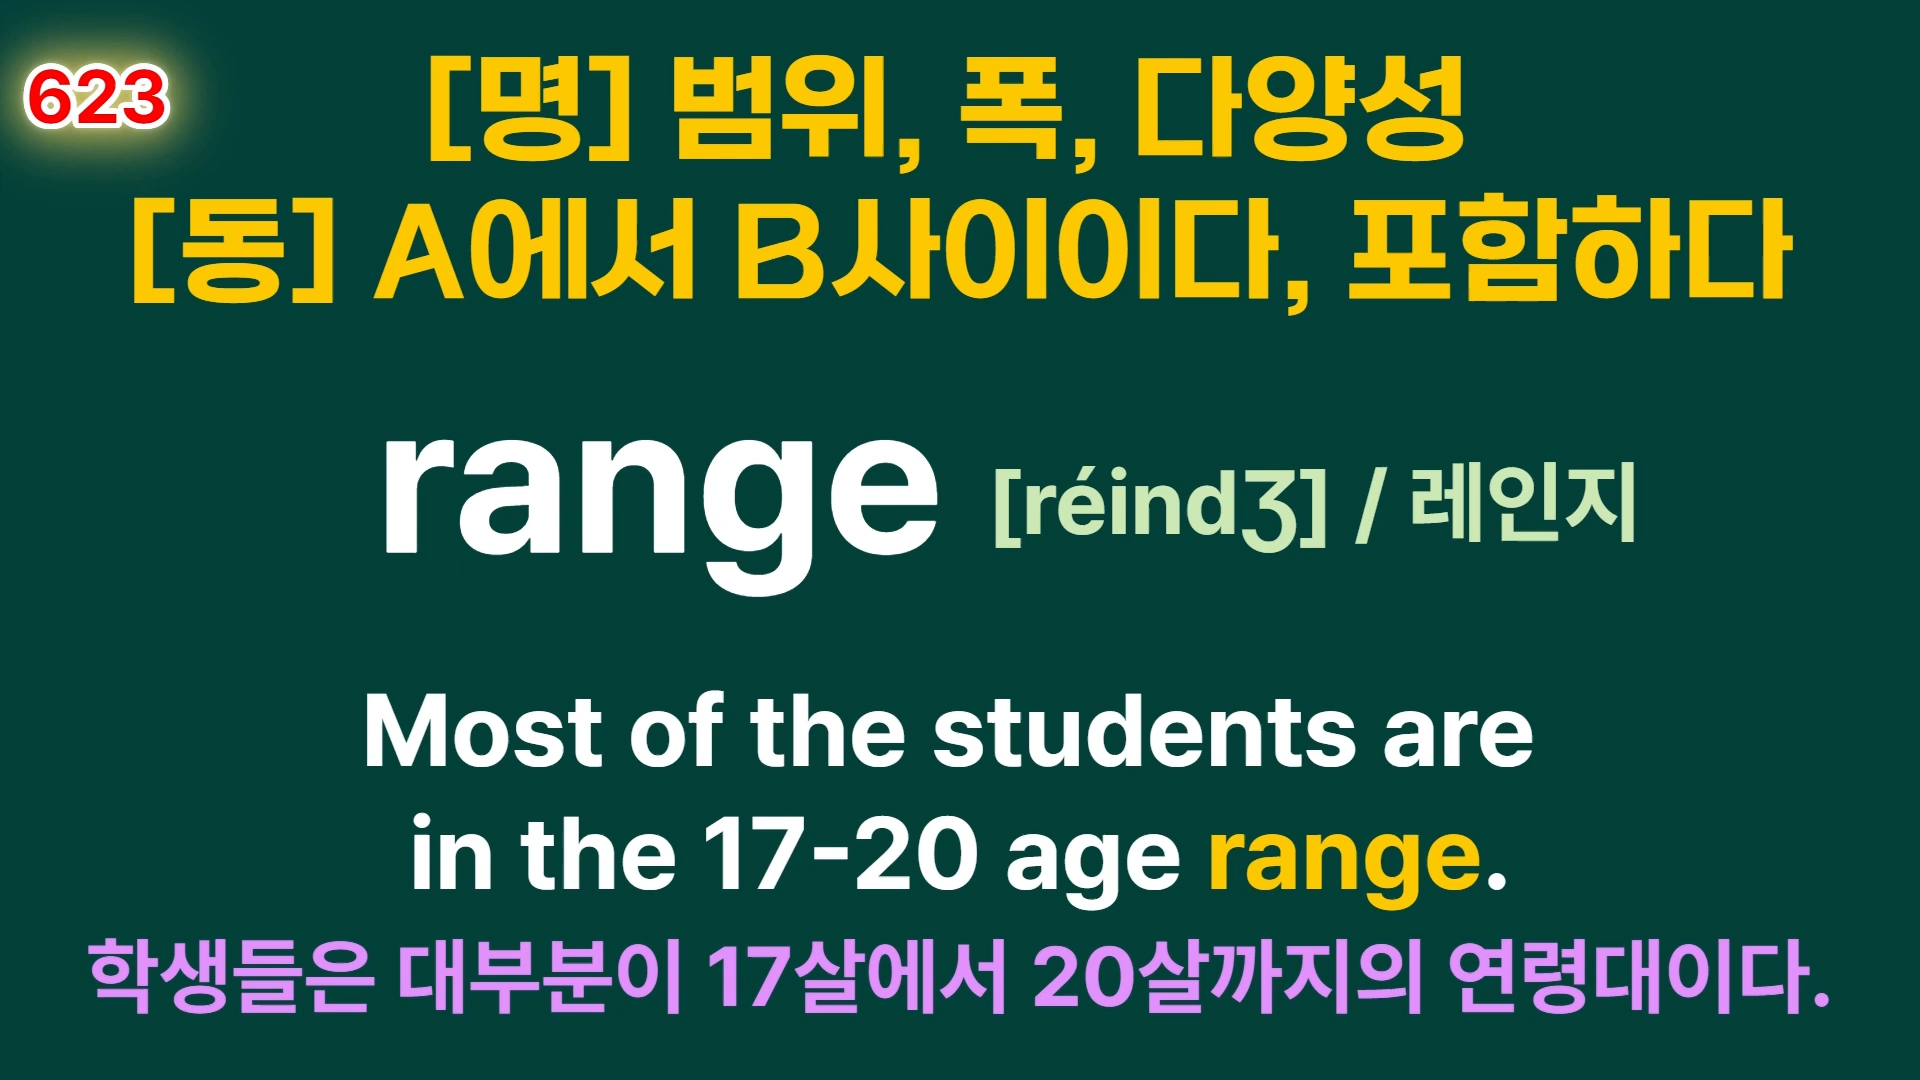 623
[명] 범위, 폭, 다양성
[동] A에서 B사이이다, 포함하다
range [réindʒ] / 레인지
Most of the students are
in the 17-20 age range.
학생들은 대부분이 17살에서 20살까지의 연령대이다.